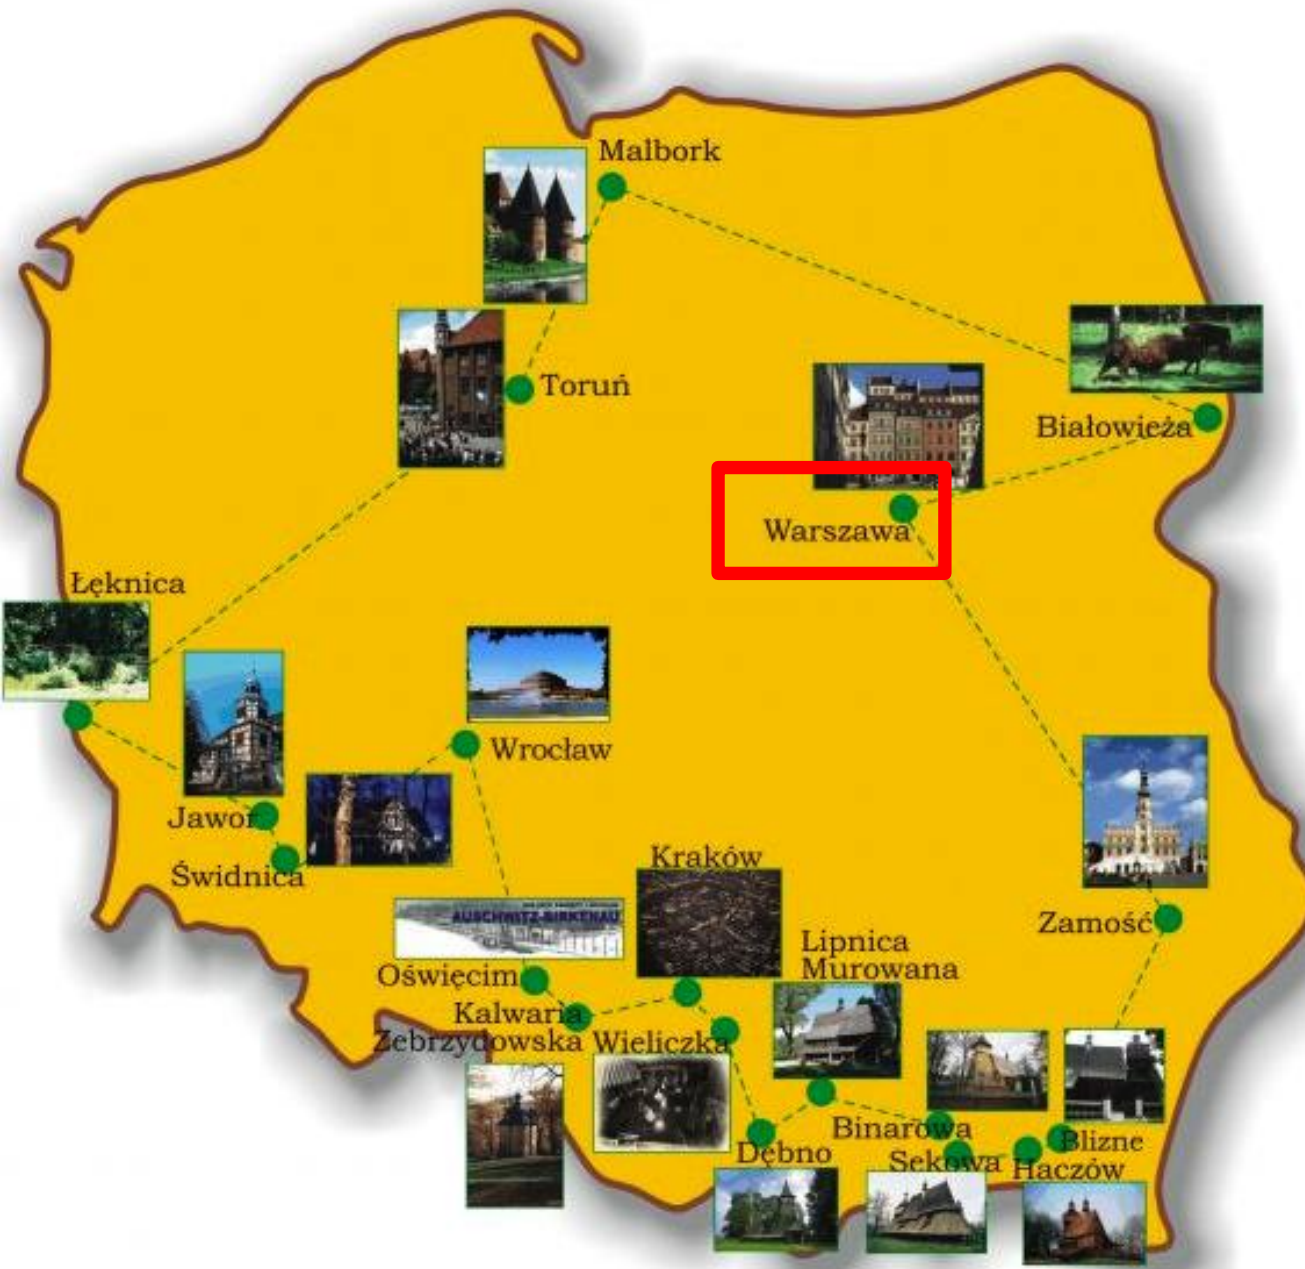 Malbork
Toruń
Białowieża
Warszawa
Łęknica
Wrocław
Jawor
Świdnica
Kraków
AUSCHWITZ-BIRKENAU
Zamość
Lipnica
Murowana
Oświęcim
Kalwaria
Zebrzydowska
Wieliczka
Binarowa
Dębno
Sękowa
Blizne
Haczów